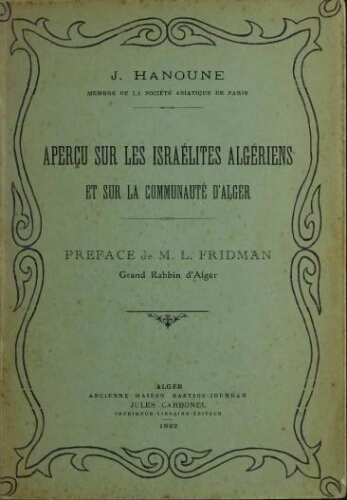 J. HANOUNE
MEMBRE DE LA SOCIÉTÉ ASIATIQUE DE PARIS
APERÇU SUR LES ISRAÉLITES ALGÉRIENS
ET SUR LA COMMUNAUTÉ D'ALGER
PREFACE de M. L. FRIDMAN
Grand Rabbin d'Alger
ALGER
ANCIENNE MAISON BASTIDE-JOURDAN
JULES CARBONEL
IMPRIMEUR-LIBRAIRE-ÉDITEUR
1922